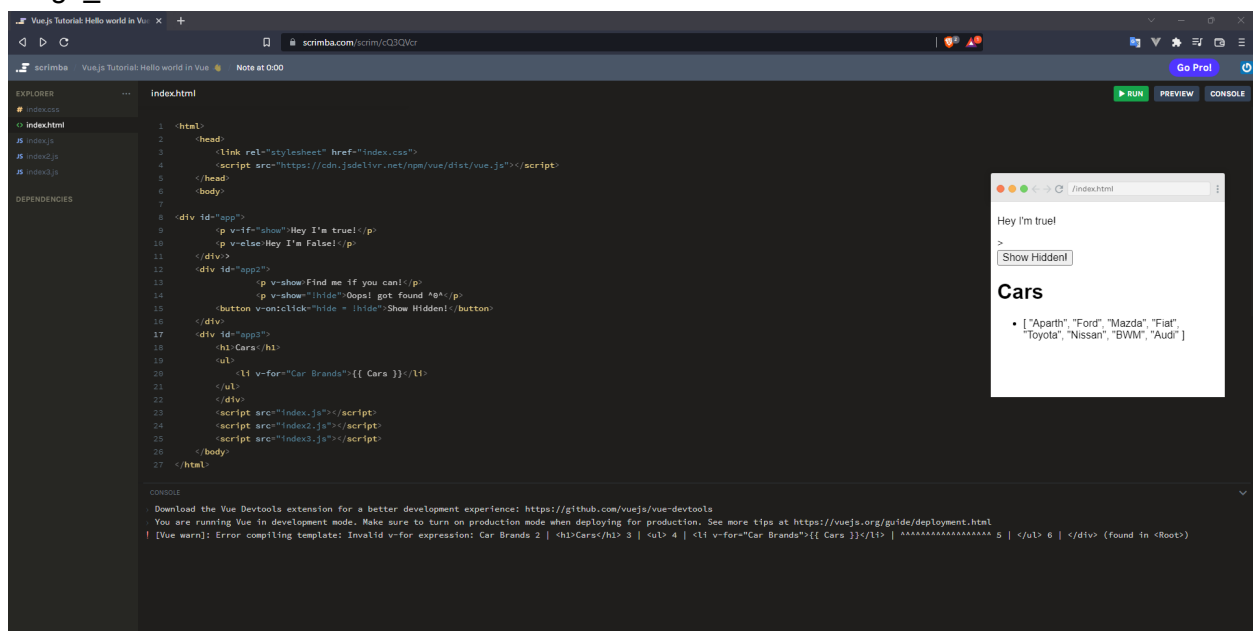 Vue.js Tutorial: Hello world in Vue
scrimba.com/scrim/cQ3QVcr
scrimba Vue.js Tutorial: Hello world in Vue 👋 Note at 0:00 Go Pro!
EXPLORER ... index.html RUN PREVIEW CONSOLE
# index.css
<> index.html
JS index.js
JS index2.js
JS index3.js
DEPENDENCIES
1 <html>
2 <head>
3 <link rel="stylesheet" href="index.css">
4 <script src="https://cdn.jsdelivr.net/npm/vue/dist/vue.js"></script>
5 </head>
6 <body>
7
8 <div id="app">
9 <p v-if="show">Hey I'm true!</p>
10 <p v-else>Hey I'm False!</p>
11 </div>>
12 <div id="app2">
13 <p v-show>Find me if you can!</p>
14 <p v-show="!hide">Oops! got found ^0^</p>
15 <button v-on:click="hide = !hide">Show Hidden!</button>
16 </div>
17 <div id="app3">
18 <h1>Cars</h1>
19 <ul>
20 <li v-for="Car Brands">{{ Cars }}</li>
21 </ul>
22 </div>
23 <script src="index.js"></script>
24 <script src="index2.js"></script>
25 <script src="index3.js"></script>
26 </body>
27 </html>
/index.html
Hey I'm true!
>
Show Hidden!
Cars
• [ "Aparth", "Ford", "Mazda", "Fiat",
"Toyota", "Nissan", "BWM", "Audi" ]
CONSOLE
› Download the Vue Devtools extension for a better development experience: https://github.com/vuejs/vue-devtools
› You are running Vue in development mode. Make sure to turn on production mode when deploying for production. See more tips at https://vuejs.org/guide/deployment.html
! [Vue warn]: Error compiling template: Invalid v-for expression: Car Brands 2 | <h1>Cars</h1> 3 | <ul> 4 | <li v-for="Car Brands">{{ Cars }}</li> | ^^^^^^^^^^^^^^^^^^ 5 | </ul> 6 | </div> (found in <Root>)